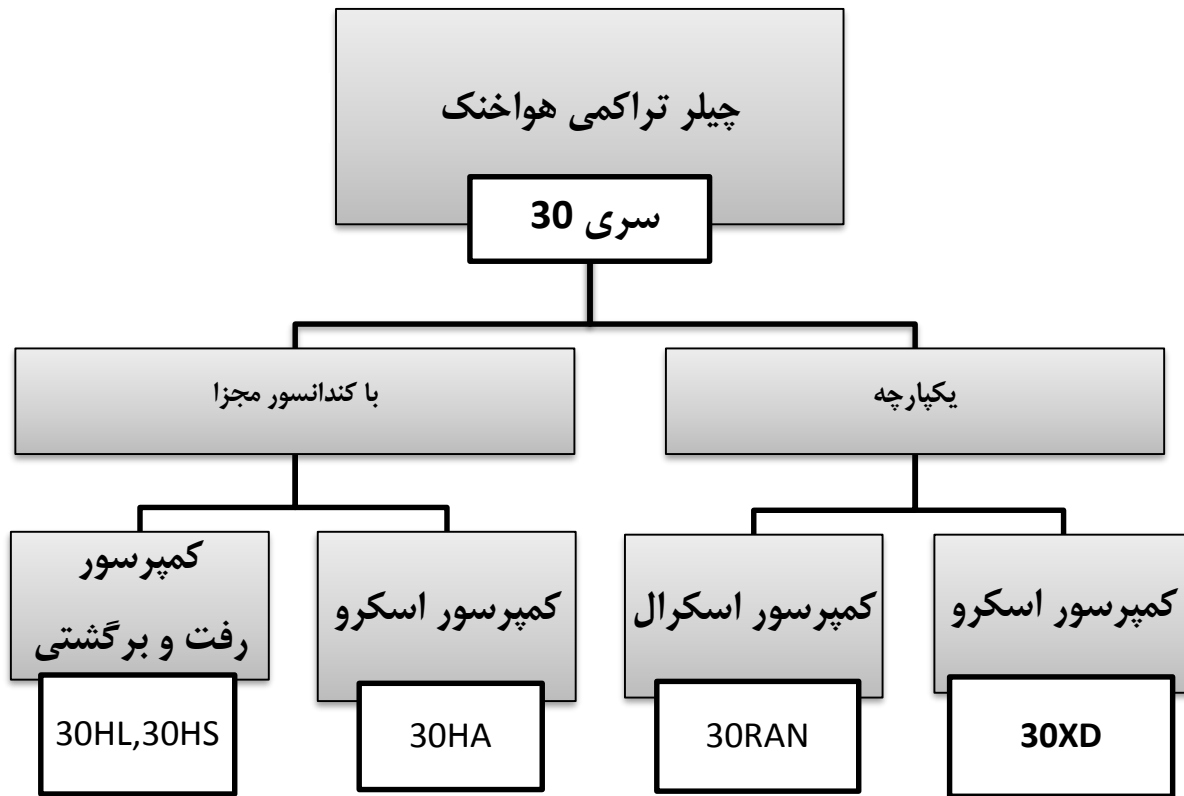 چیلر تراکمی هواخنک
سری 30
یکپارچه
با کندانسور مجزا
کمپرسور اسکرو
30XD
کمپرسور اسکرال
30RAN
کمپرسور اسکرو
30HA
کمپرسور
رفت و برگشتی
30HL,30HS